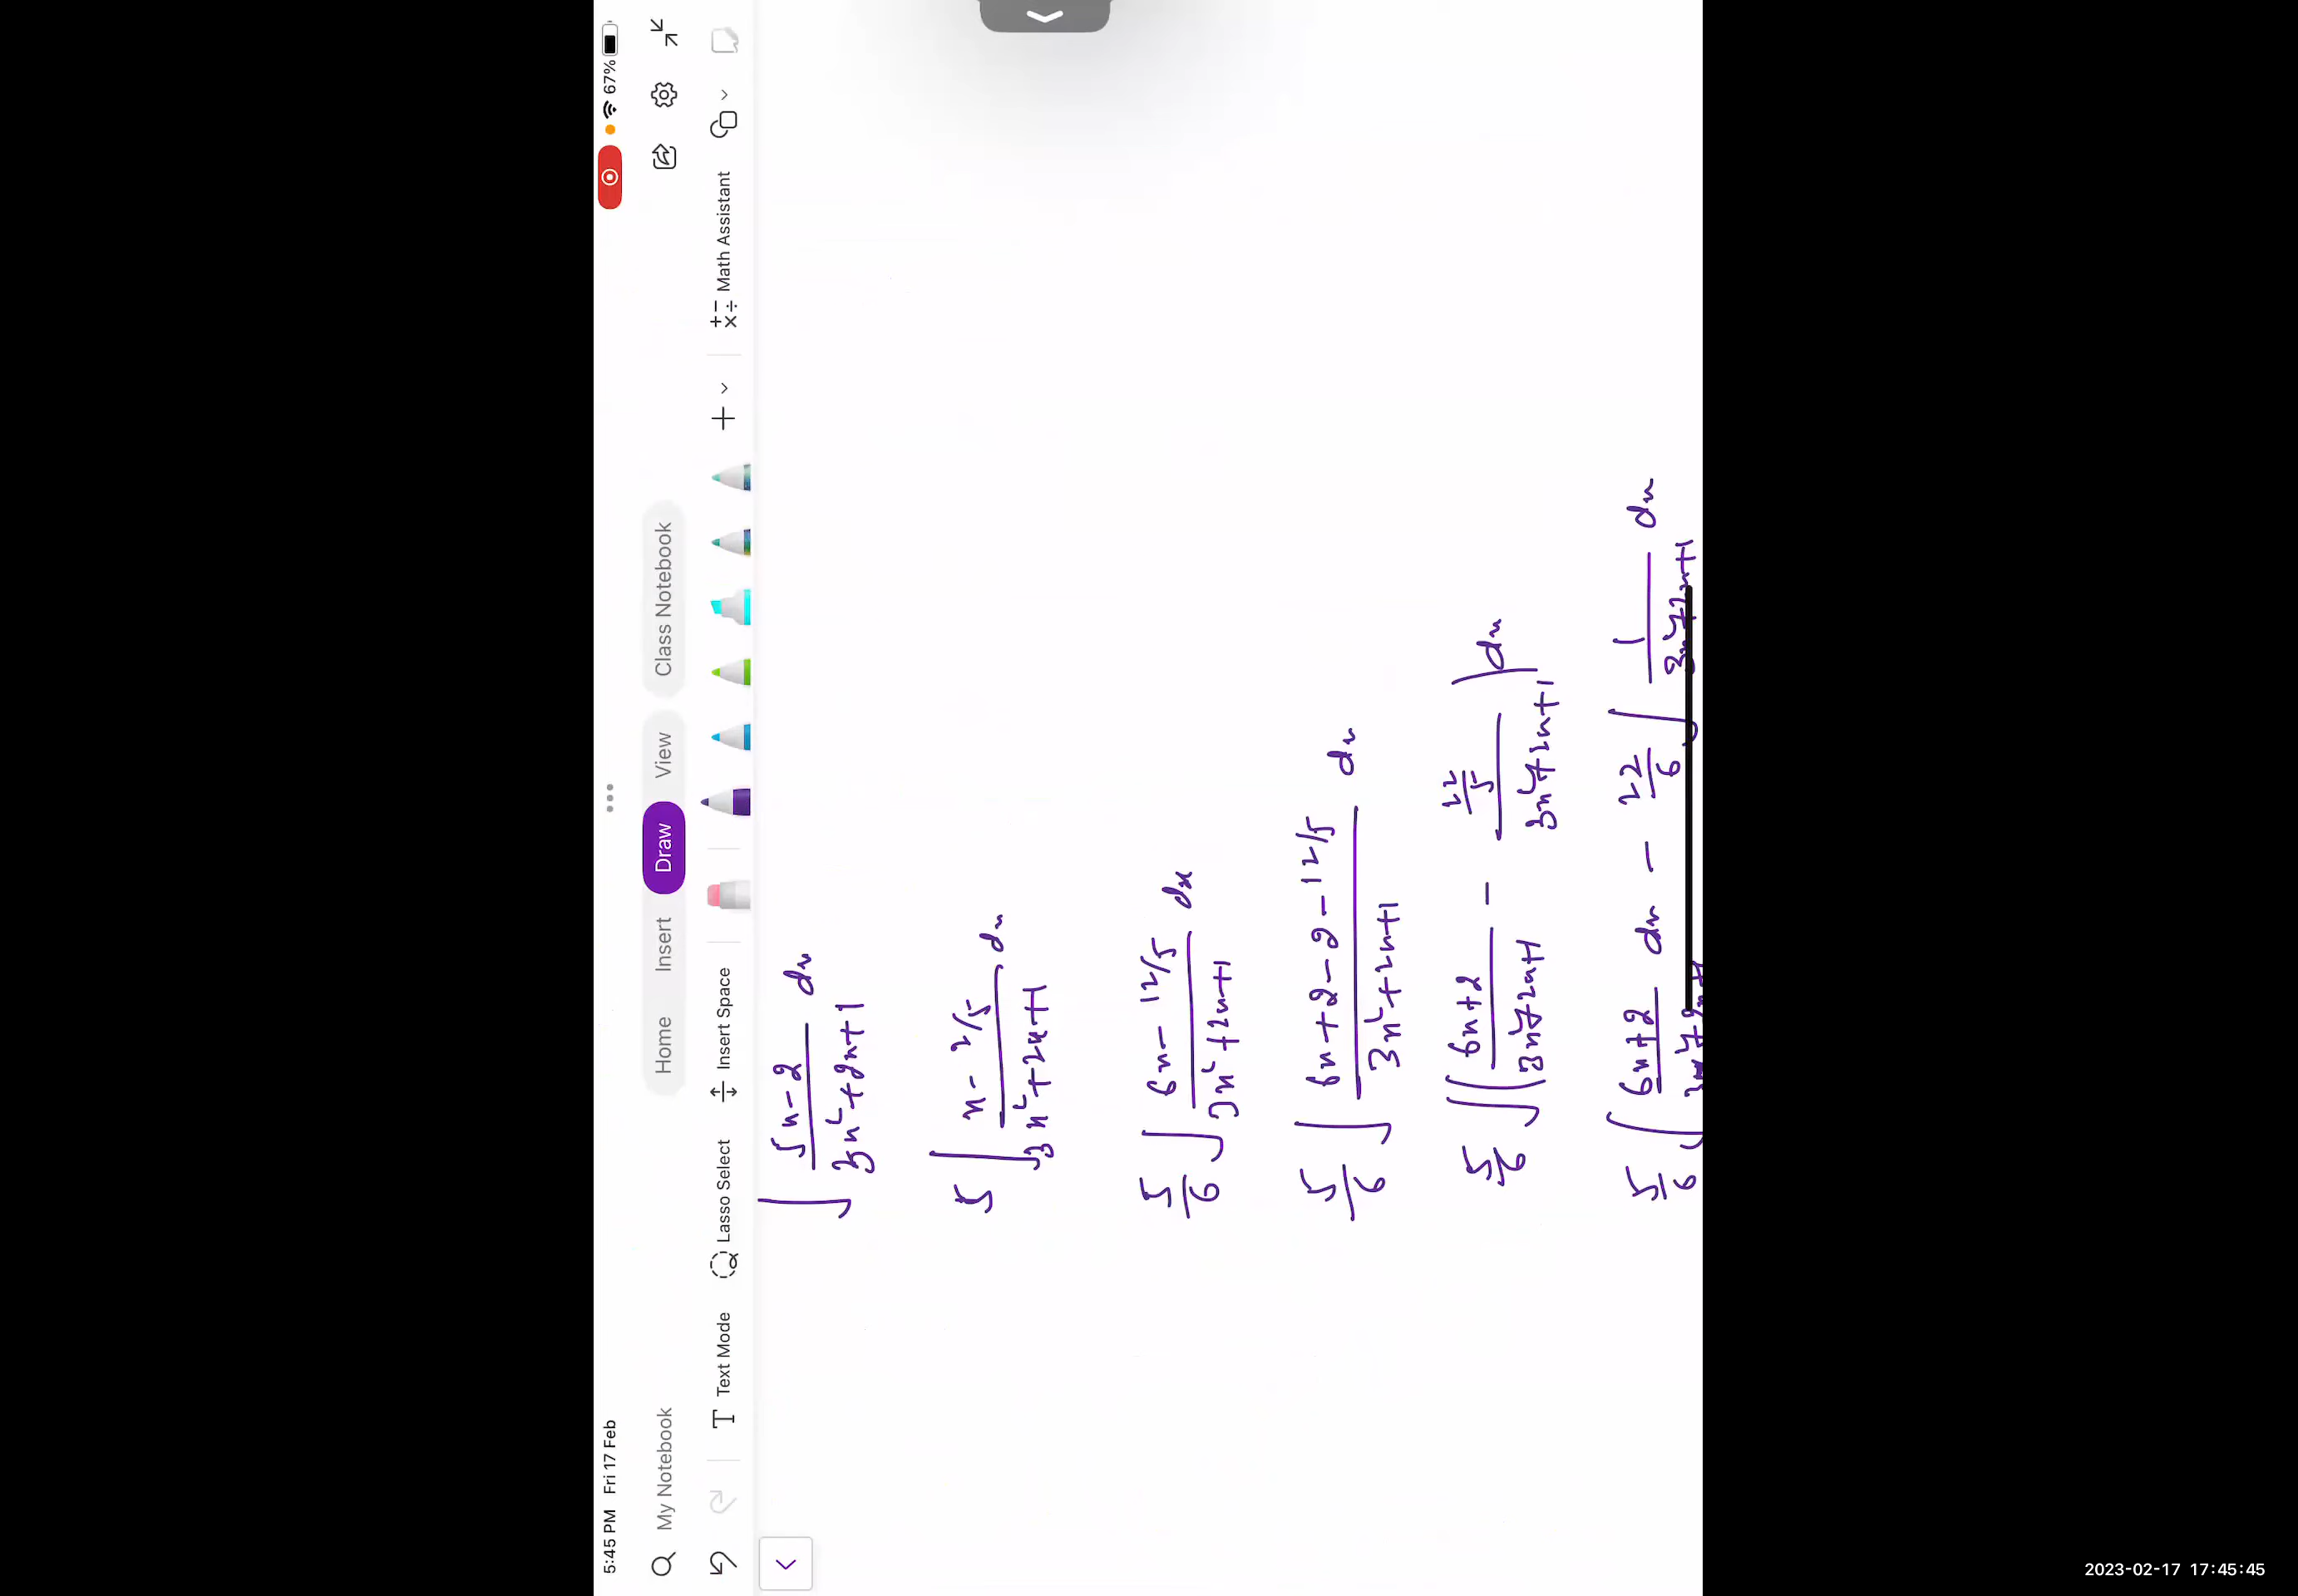 5:45 PM Fri 17 Feb 67%
My Notebook Home Insert Draw View Class Notebook
Text Mode Lasso Select Insert Space Math Assistant
∫ (5x-2)/(3x²+2x+1) dx
5 ∫ (x - 2/5)/(3x²+2x+1) dx
5/6 ∫ (6x - 12/5)/(3x²+2x+1) dx
5/6 ∫ (6x+2-2-12/5)/(3x²+2x+1) dx
5/6 ∫ ((6x+2)/(3x²+2x+1) - (22/5)/(3x²+2x+1)) dx
5/6 ∫ (6x+2)/(3x²+2x+1) dx - 22/6 ∫ 1/(3x²+2x+1) dx
2023-02-17 17:45:45